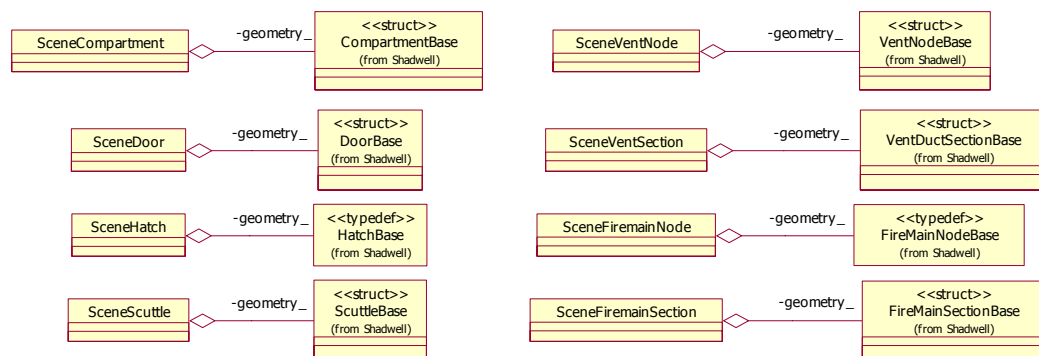 SceneCompartment
-geometry_
<<struct>>
CompartmentBase
(from Shadwell)
SceneDoor
-geometry_
<<struct>>
DoorBase
(from Shadwell)
SceneHatch
-geometry_
<<typedef>>
HatchBase
(from Shadwell)
SceneScuttle
-geometry_
<<struct>>
ScuttleBase
(from Shadwell)
SceneVentNode
-geometry_
<<struct>>
VentNodeBase
(from Shadwell)
SceneVentSection
-geometry_
<<struct>>
VentDuctSectionBase
(from Shadwell)
SceneFiremainNode
-geometry_
<<typedef>>
FireMainNodeBase
(from Shadwell)
SceneFiremainSection
-geometry_
<<struct>>
FireMainSectionBase
(from Shadwell)